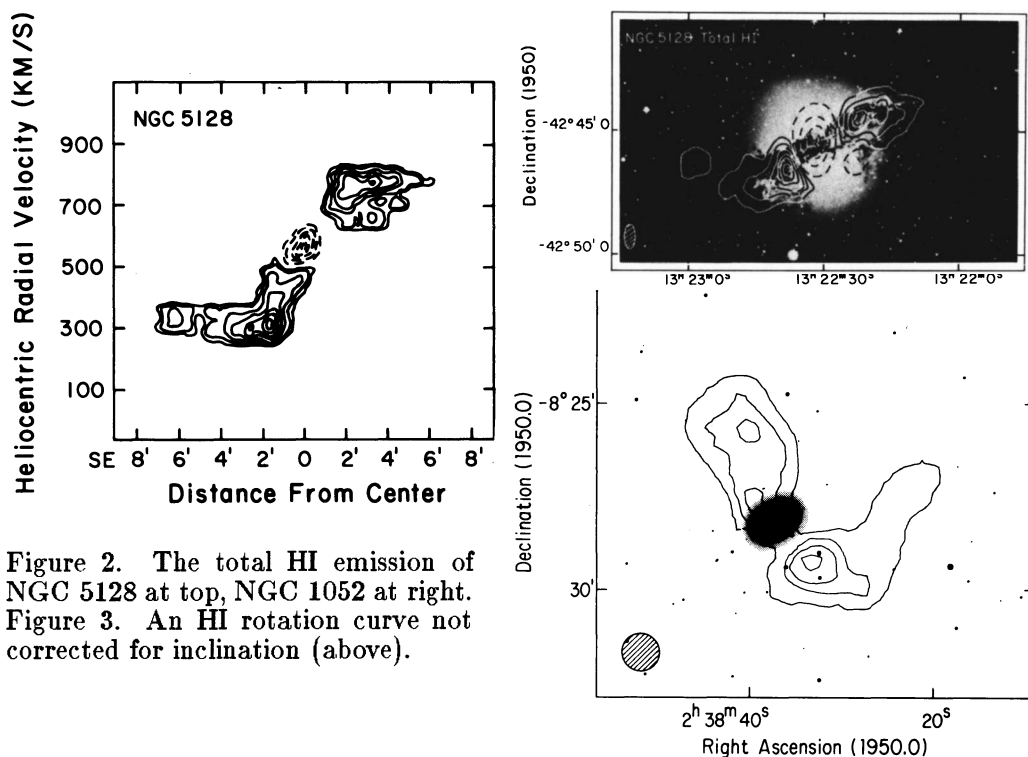 Heliocentric Radial Velocity (KM/S)
NGC 5128
900
700
500
300
100
SE 8' 6' 4' 2' 0 2' 4' 6' 8'
Distance From Center
Figure 2. The total HI emission of
NGC 5128 at top, NGC 1052 at right.
Figure 3. An HI rotation curve not
corrected for inclination (above).
NGC 5128 Total HI
Declination (1950)
-42°45' 0
-42°50' 0
13ʰ 23ᵐ 0ˢ 13ʰ 22ᵐ 30ˢ 13ʰ 22ᵐ 0ˢ
Declination (1950.0)
-8° 25'
30'
2ʰ 38ᵐ 40ˢ 20ˢ
Right Ascension (1950.0)